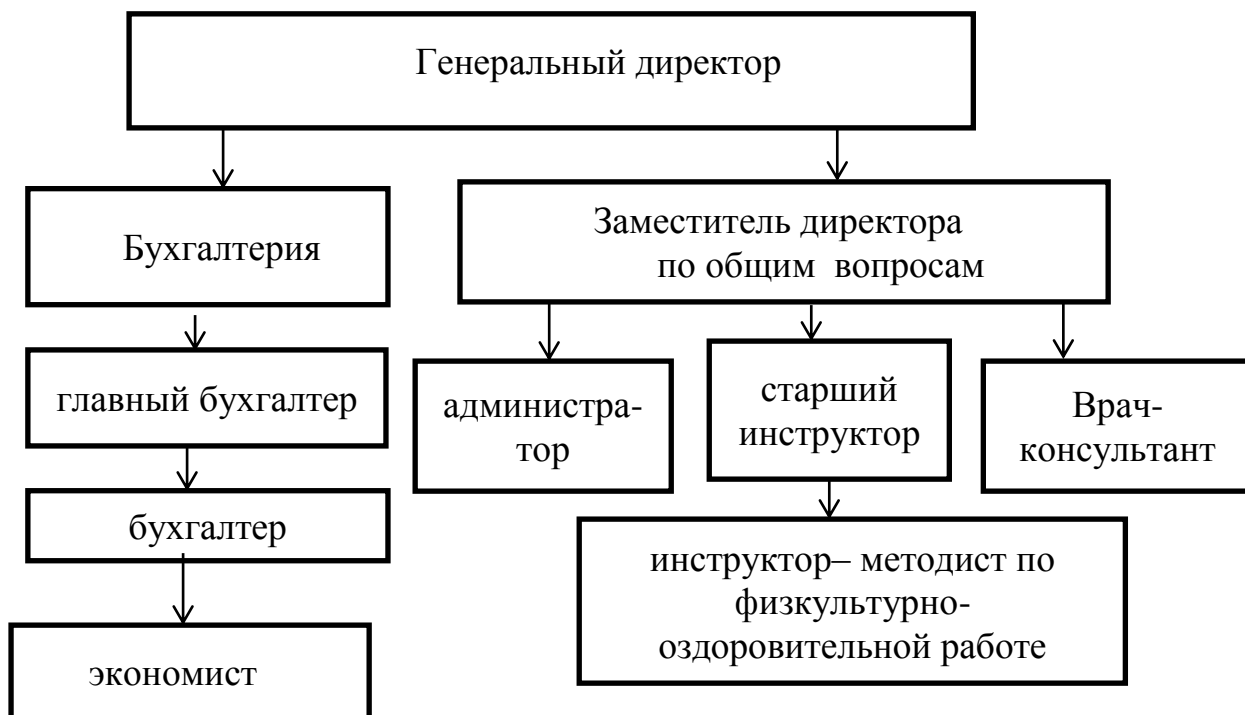 Генеральный директор
Бухгалтерия
Заместитель директора
по общим вопросам
главный бухгалтер
администра-
тор
старший
инструктор
Врач-
консультант
бухгалтер
инструктор– методист по
физкультурно-
оздоровительной работе
экономист